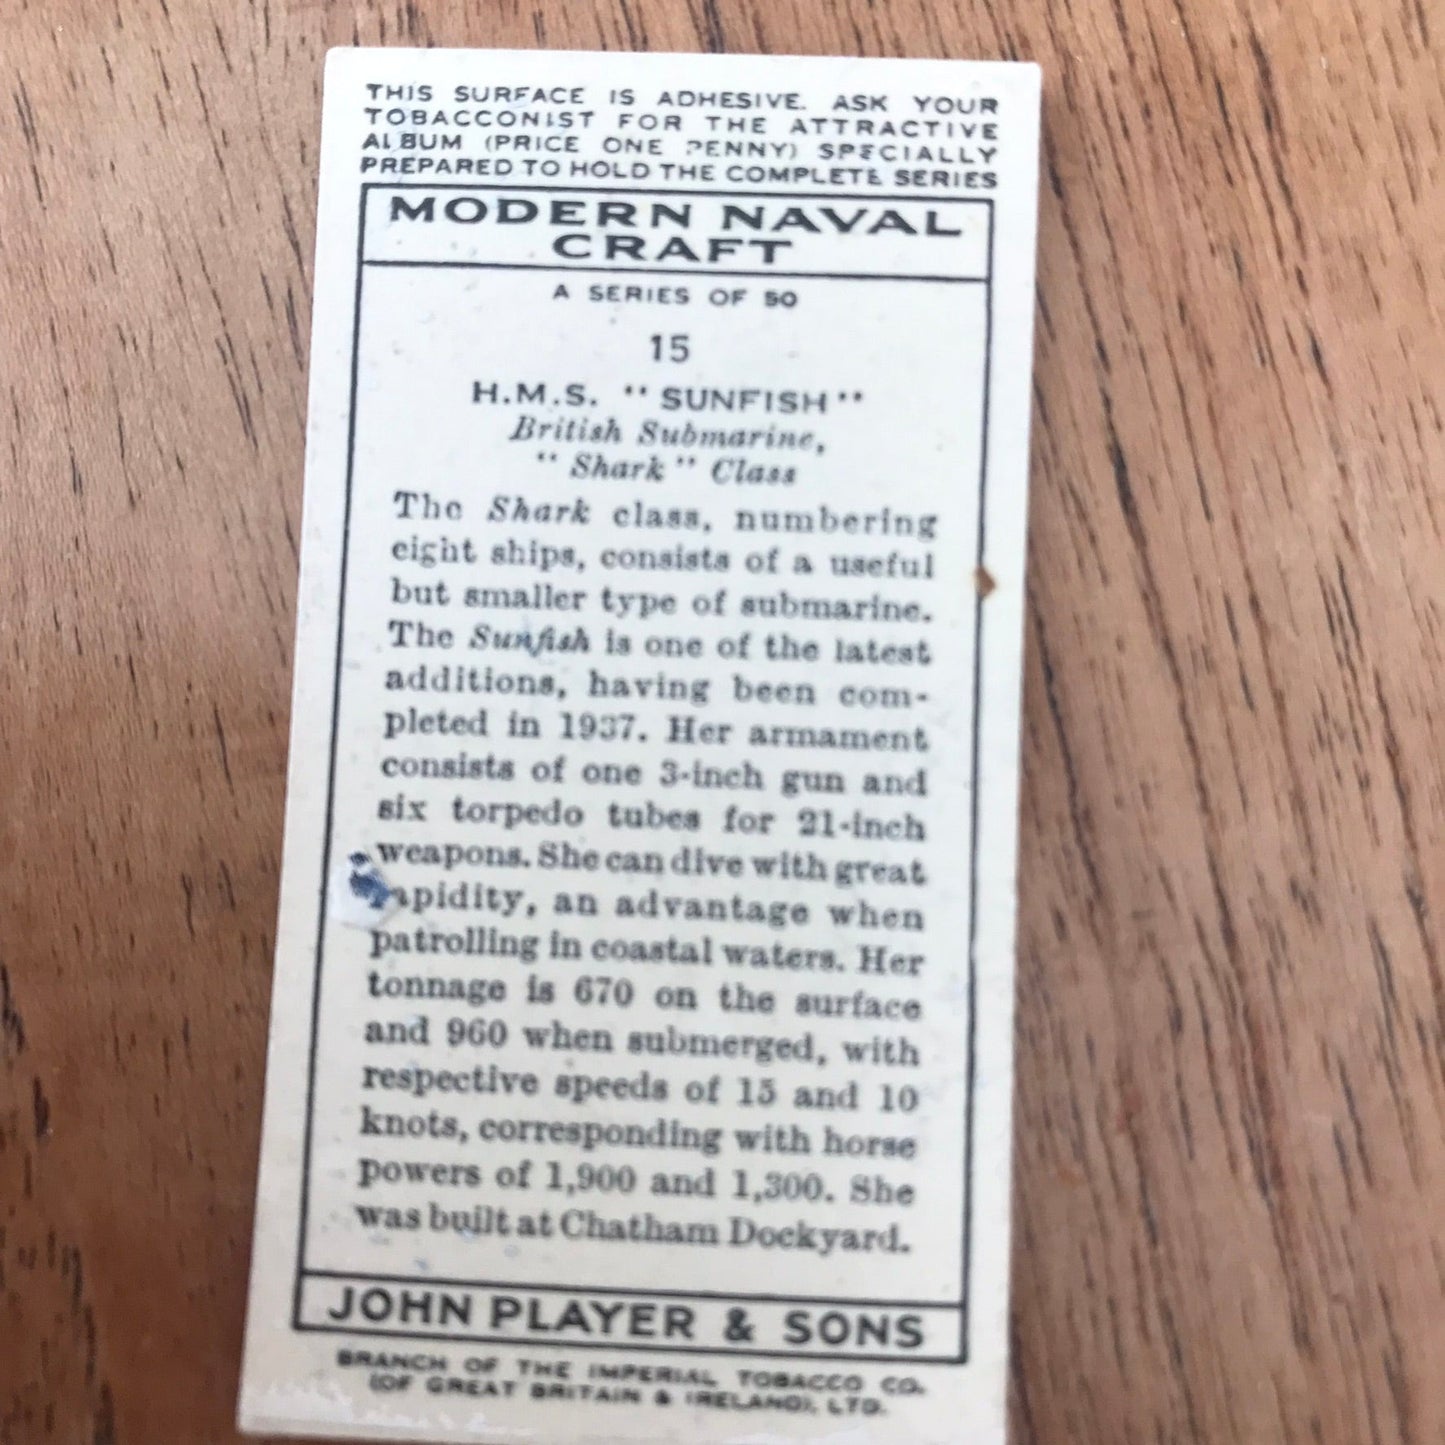 THIS SURFACE IS ADHESIVE. ASK YOUR
TOBACCONIST FOR THE ATTRACTIVE
ALBUM (PRICE ONE PENNY) SPECIALLY
PREPARED TO HOLD THE COMPLETE SERIES
MODERN NAVAL
CRAFT
A SERIES OF 50
15
H.M.S. "SUNFISH"
British Submarine,
"Shark" Class
The Shark class, numbering
eight ships, consists of a useful
but smaller type of submarine.
The Sunfish is one of the latest
additions, having been com-
pleted in 1937. Her armament
consists of one 3-inch gun and
six torpedo tubes for 21-inch
weapons. She can dive with great
rapidity, an advantage when
patrolling in coastal waters. Her
tonnage is 670 on the surface
and 960 when submerged, with
respective speeds of 15 and 10
knots, corresponding with horse
powers of 1,900 and 1,300. She
was built at Chatham Dockyard.
JOHN PLAYER & SONS
BRANCH OF THE IMPERIAL TOBACCO CO.
(OF GREAT BRITAIN & IRELAND), LTD.